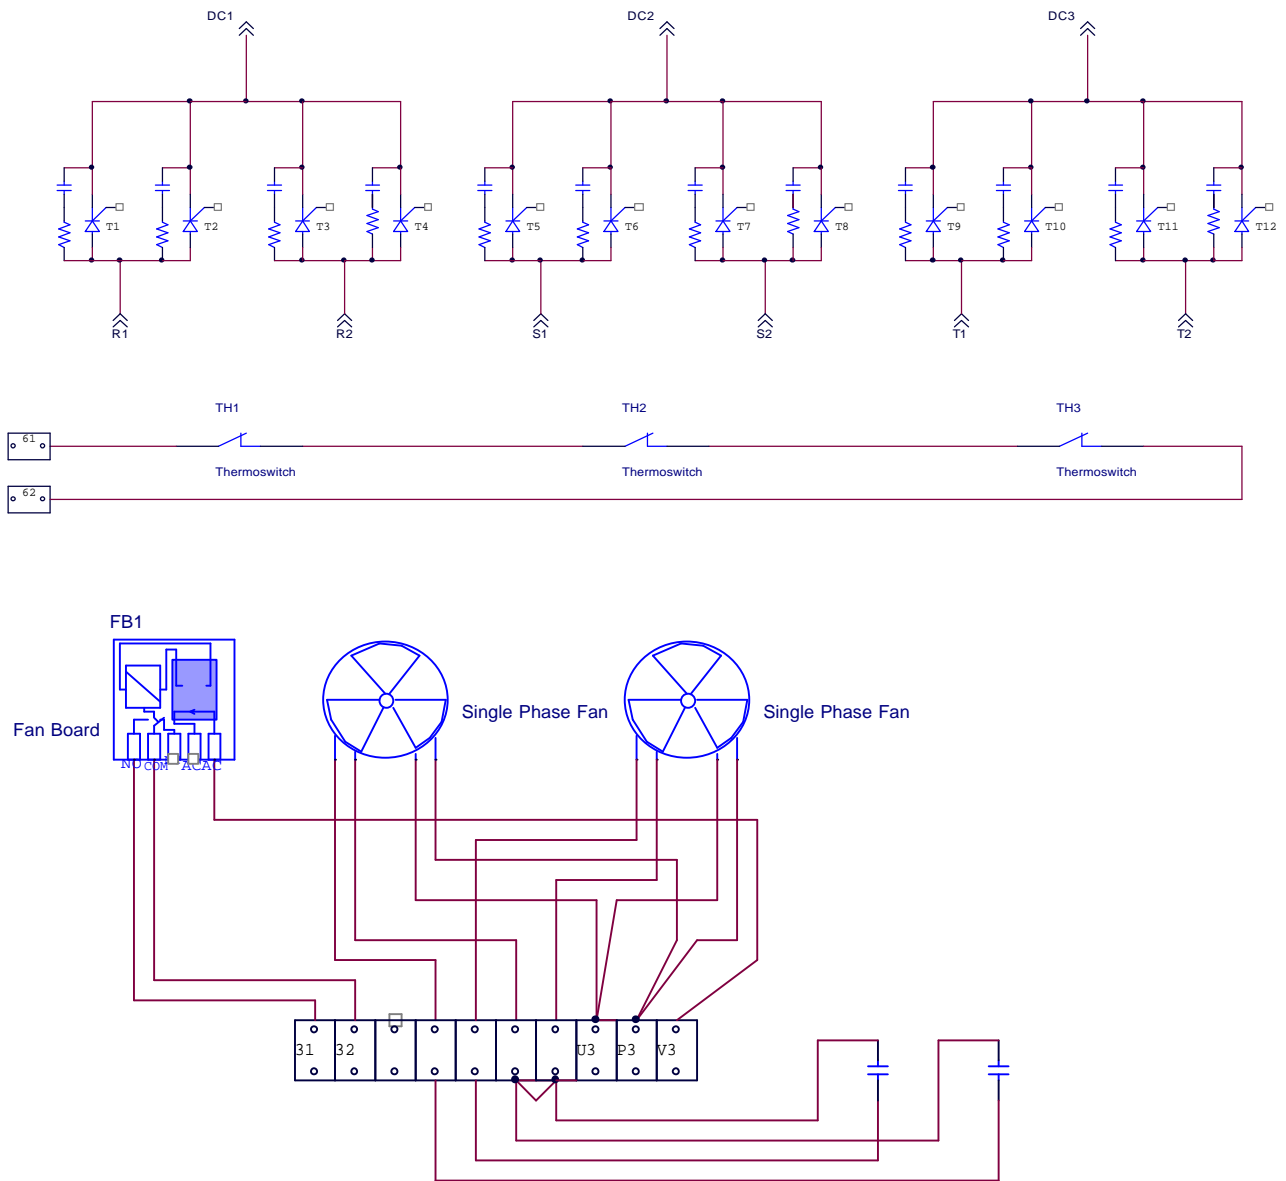 DC1 DC2 DC3
T1 T2 T3 T4 T5 T6 T7 T8 T9 T10 T11 T12
R1 R2 S1 S2 T1 T2
TH1 TH2 TH3
61
Thermoswitch Thermoswitch Thermoswitch
62
FB1
Single Phase Fan Single Phase Fan
Fan Board
NO COM AC AC
31 32 U3 P3 V3